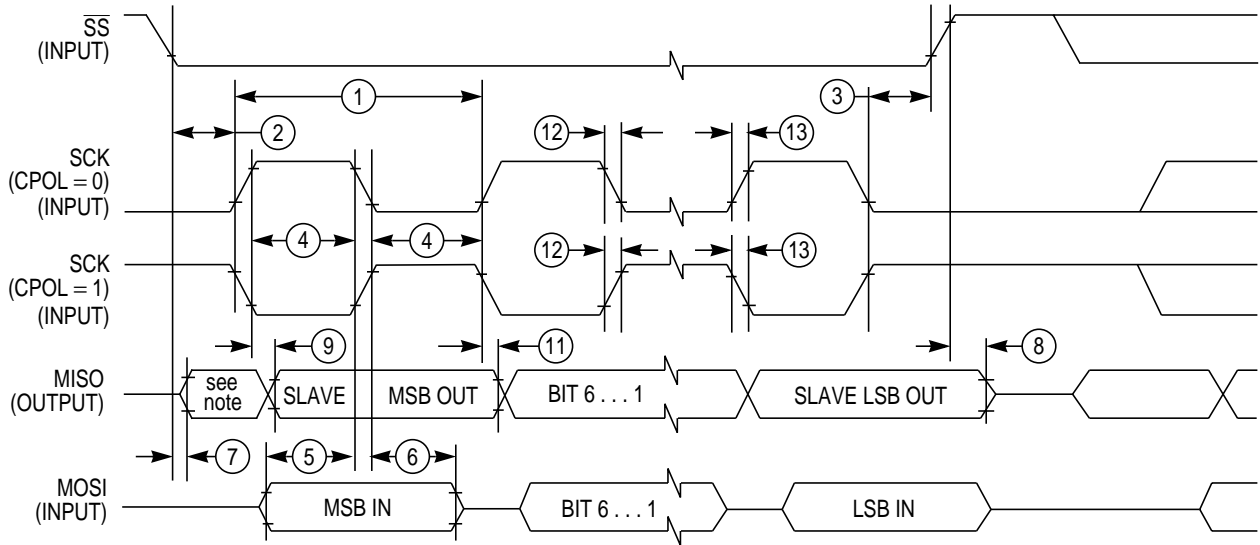 SS
(INPUT)
1
3
2
12
13
SCK
(CPOL = 0)
(INPUT)
4
4
12
13
SCK
(CPOL = 1)
(INPUT)
9
11
8
MISO
(OUTPUT)
see
note
SLAVE
MSB OUT
BIT 6 . . . 1
SLAVE LSB OUT
7
5
6
MOSI
(INPUT)
MSB IN
BIT 6 . . . 1
LSB IN